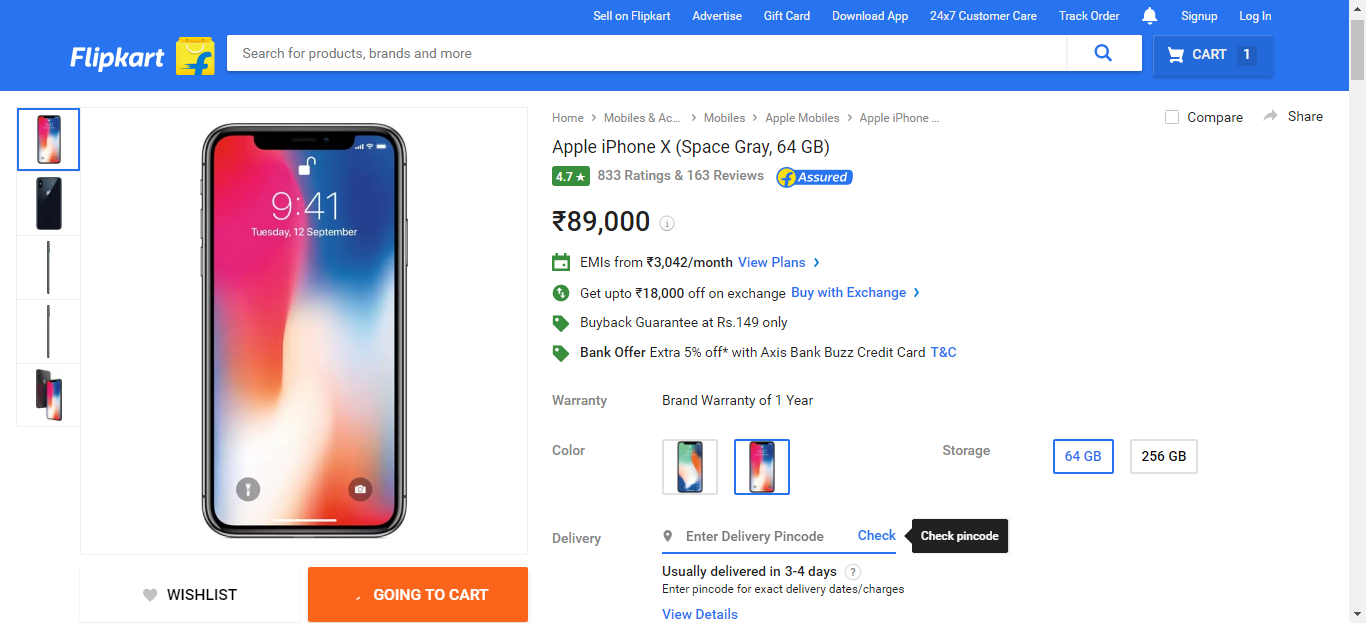 Sell on Flipkart Advertise Gift Card Download App 24x7 Customer Care Track Order Signup Log In
Flipkart Search for products, brands and more CART 1
Home > Mobiles & Ac... > Mobiles > Apple Mobiles > Apple iPhone ...
Compare Share
Apple iPhone X (Space Gray, 64 GB)
4.7 ★ 833 Ratings & 163 Reviews Assured
₹89,000
EMIs from ₹3,042/month View Plans >
Get upto ₹18,000 off on exchange Buy with Exchange >
Buyback Guarantee at Rs.149 only
Bank Offer Extra 5% off* with Axis Bank Buzz Credit Card T&C
9:41
Tuesday, 12 September
Warranty Brand Warranty of 1 Year
Color Storage 64 GB 256 GB
Delivery Enter Delivery Pincode Check Check pincode
Usually delivered in 3-4 days ?
Enter pincode for exact delivery dates/charges
View Details
WISHLIST GOING TO CART